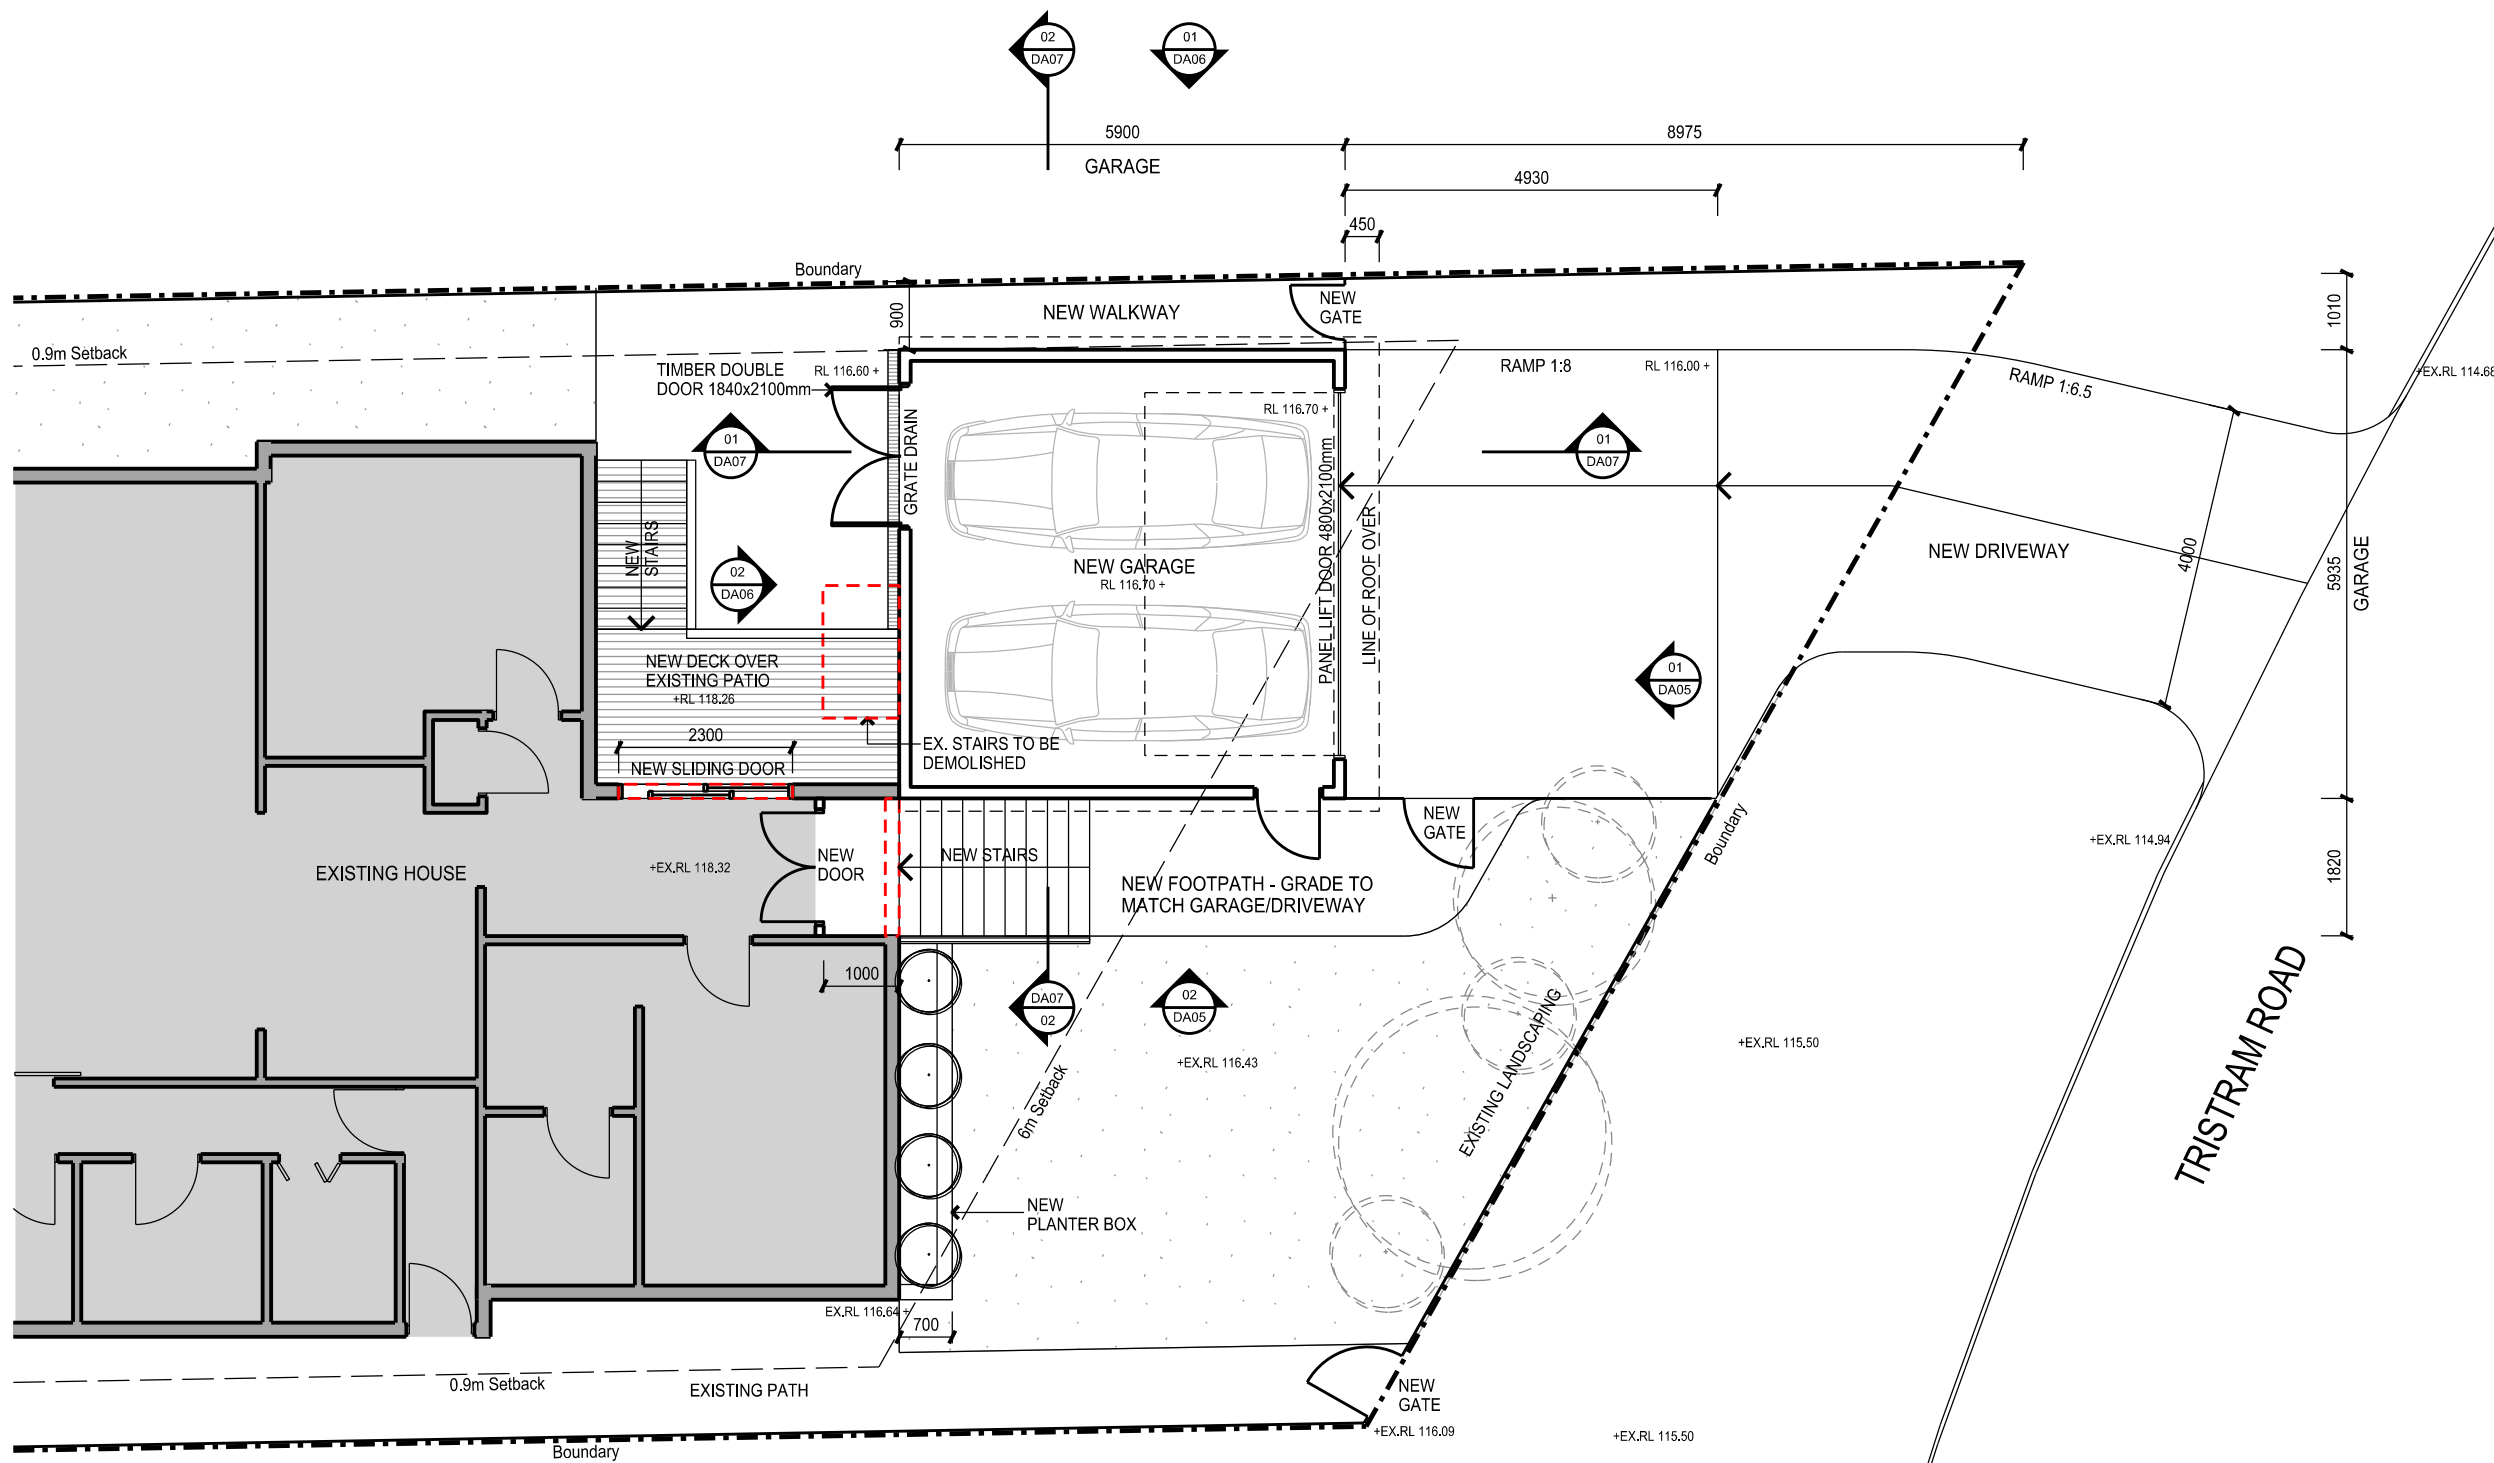 02
DA07
01
DA06
5900
8975
GARAGE
4930
450
Boundary
NEW
GATE
NEW WALKWAY
900
1010
0.9m Setback
TIMBER DOUBLE
DOOR 1840x2100mm
RL 116.60 +
RAMP 1:8
RL 116.00 +
RAMP 1:6.5
+EX.RL 114.68
RL 116.70 +
GRATE DRAIN
01
DA07
01
DA07
PANEL LIFT DOOR 4800x2100mm
LINE OF ROOF OVER
NEW
STAIRS
02
DA06
NEW GARAGE
RL 116.70 +
NEW DRIVEWAY
4000
5935
GARAGE
NEW DECK OVER
EXISTING PATIO
+RL 118.26
01
DA05
2300
EX. STAIRS TO BE
DEMOLISHED
NEW SLIDING DOOR
NEW
GATE
Boundary
+EX.RL 114.94
1820
EXISTING HOUSE
+EX.RL 118.32
NEW
DOOR
NEW STAIRS
NEW FOOTPATH - GRADE TO
MATCH GARAGE/DRIVEWAY
1000
DA07
02
02
DA05
EXISTING LANDSCAPING
+EX.RL 116.43
+EX.RL 115.50
6m Setback
TRISTRAM ROAD
NEW
PLANTER BOX
EX.RL 116.64 +
700
0.9m Setback
EXISTING PATH
NEW
GATE
+EX.RL 116.09
+EX.RL 115.50
Boundary